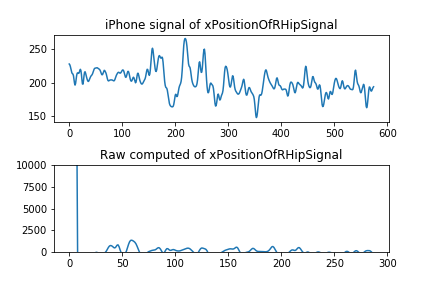 iPhone signal of xPositionOfRHipSignal
250
200
150
0 100 200 300 400 500 600
Raw computed of xPositionOfRHipSignal
10000
7500
5000
2500
0
0 50 100 150 200 250 300